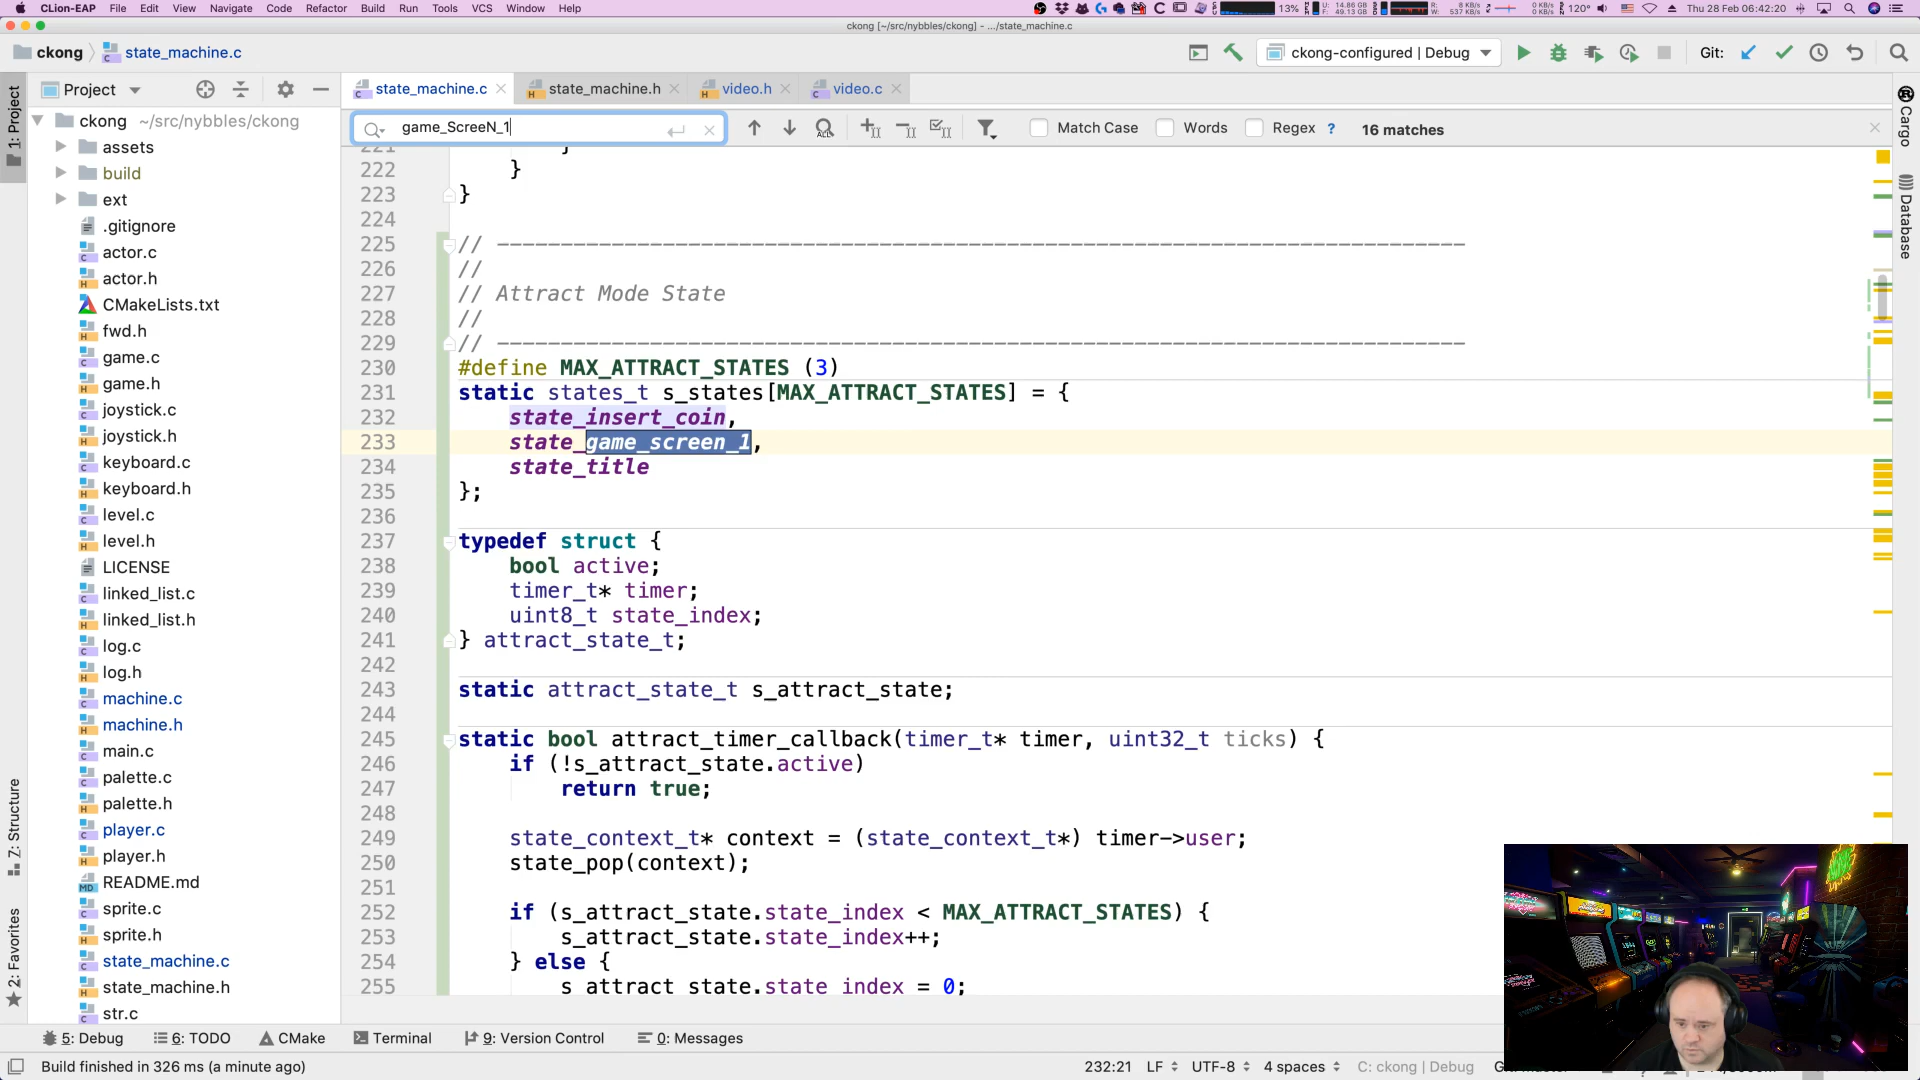 CLion-EAP File Edit View Navigate Code Refactor Build Run Tools VCS Window Help 13% 120° Thu 28 Feb 06:42:20
ckong [~/src/nybbles/ckong] - .../state_machine.c
ckong state_machine.c ckong-configured | Debug Git:
1: Project
Project
state_machine.c state_machine.h video.h video.c
Cargo
Database
ckong ~/src/nybbles/ckong
assets
build
ext
.gitignore
actor.c
actor.h
CMakeLists.txt
fwd.h
game.c
game.h
joystick.c
joystick.h
keyboard.c
keyboard.h
level.c
level.h
LICENSE
linked_list.c
linked_list.h
log.c
log.h
machine.c
machine.h
main.c
palette.c
palette.h
player.c
player.h
README.md
sprite.c
sprite.h
state_machine.c
state_machine.h
str.c
game_ScreeN_1 Match Case Words Regex ? 16 matches
221 }
222 }
223 }
224
225 // ----------------------------------------------------------------------------
226 //
227 // Attract Mode State
228 //
229 // ----------------------------------------------------------------------------
230 #define MAX_ATTRACT_STATES (3)
231 static states_t s_states[MAX_ATTRACT_STATES] = {
232 state_insert_coin,
233 state_game_screen_1,
234 state_title
235 };
236
237 typedef struct {
238 bool active;
239 timer_t* timer;
240 uint8_t state_index;
241 } attract_state_t;
242
243 static attract_state_t s_attract_state;
244
245 static bool attract_timer_callback(timer_t* timer, uint32_t ticks) {
246 if (!s_attract_state.active)
247 return true;
248
249 state_context_t* context = (state_context_t*) timer->user;
250 state_pop(context);
251
252 if (s_attract_state.state_index < MAX_ATTRACT_STATES) {
253 s_attract_state.state_index++;
254 } else {
255 s_attract_state.state_index = 0;
Z: Structure
2: Favorites
5: Debug 6: TODO CMake Terminal 9: Version Control 0: Messages
Build finished in 326 ms (a minute ago) 232:21 LF UTF-8 4 spaces C: ckong | Debug